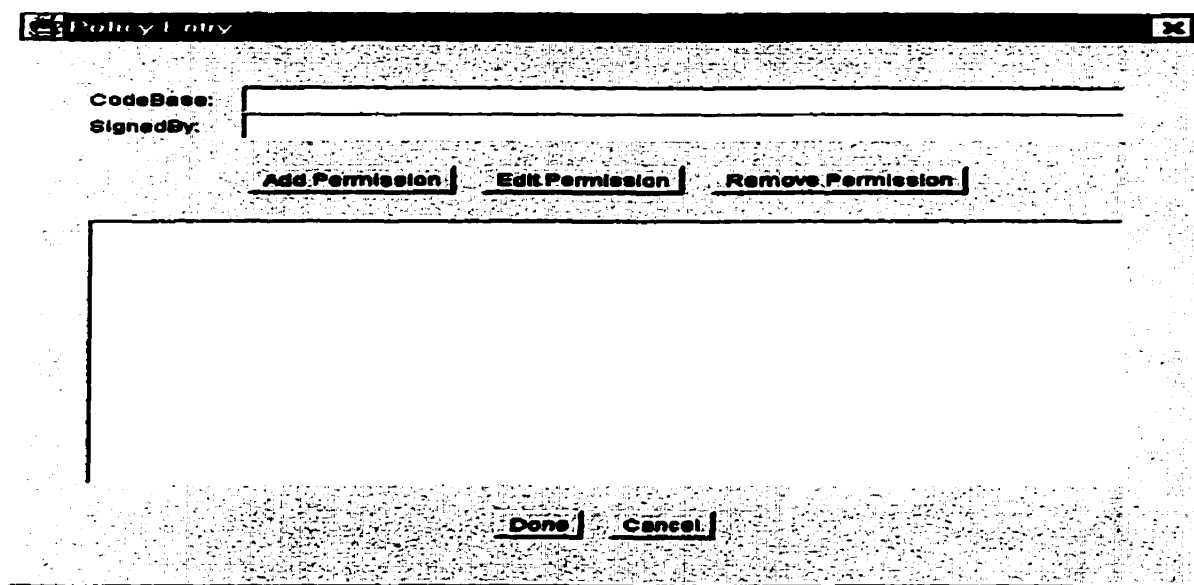 Policy Entry
CodeBase:
SignedBy:
Add Permission Edit Permission Remove Permission
Done Cancel